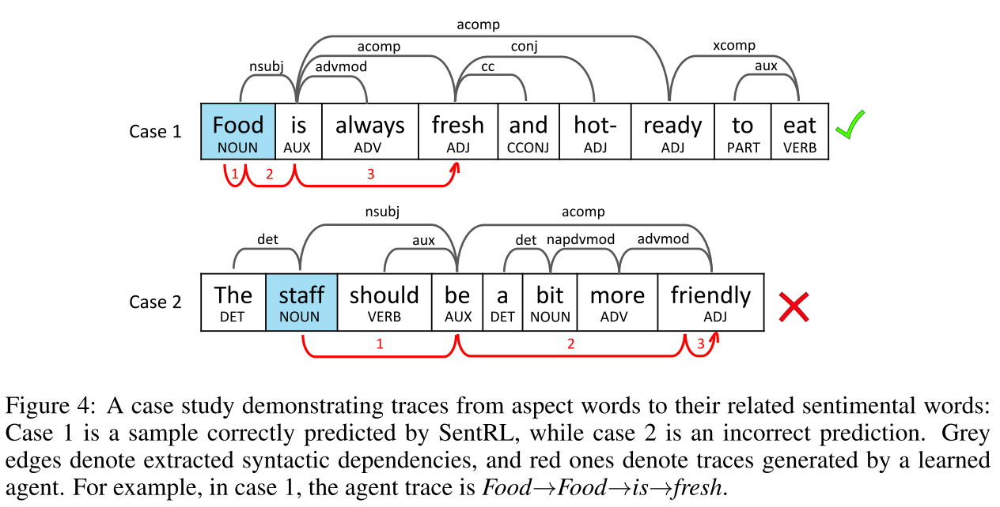 acomp
acomp conj xcomp
nsubj advmod cc aux
Case 1 Food is always fresh and hot- ready to eat
NOUN AUX ADV ADJ CCONJ ADJ ADJ PART VERB
1 2 3
nsubj acomp
det aux det napdvmod advmod
Case 2 The staff should be a bit more friendly
DET NOUN VERB AUX DET NOUN ADV ADJ
1 2 3
Figure 4: A case study demonstrating traces from aspect words to their related sentimental words:
Case 1 is a sample correctly predicted by SentRL, while case 2 is an incorrect prediction. Grey
edges denote extracted syntactic dependencies, and red ones denote traces generated by a learned
agent. For example, in case 1, the agent trace is Food→Food→is→fresh.